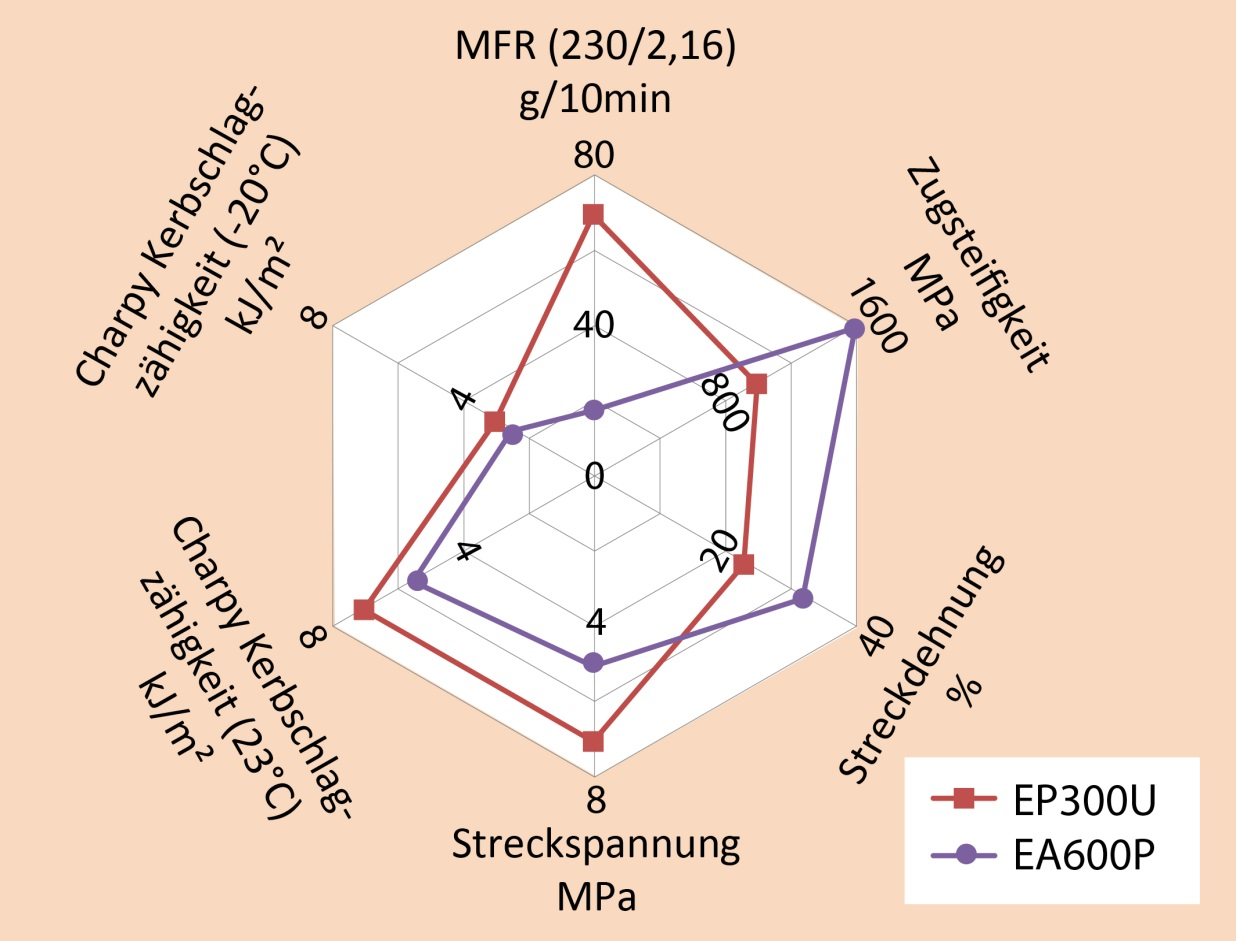 MFR (230/2,16)
g/10min
80
40
0
Zugsteifigkeit
MPa
1600
800
Streckdehnung
%
40
20
4
8
Streckspannung
MPa
Charpy Kerbschlag-
zähigkeit (23°C)
kJ/m²
8
4
Charpy Kerbschlag-
zähigkeit (-20°C)
kJ/m²
8
4
EP300U
EA600P